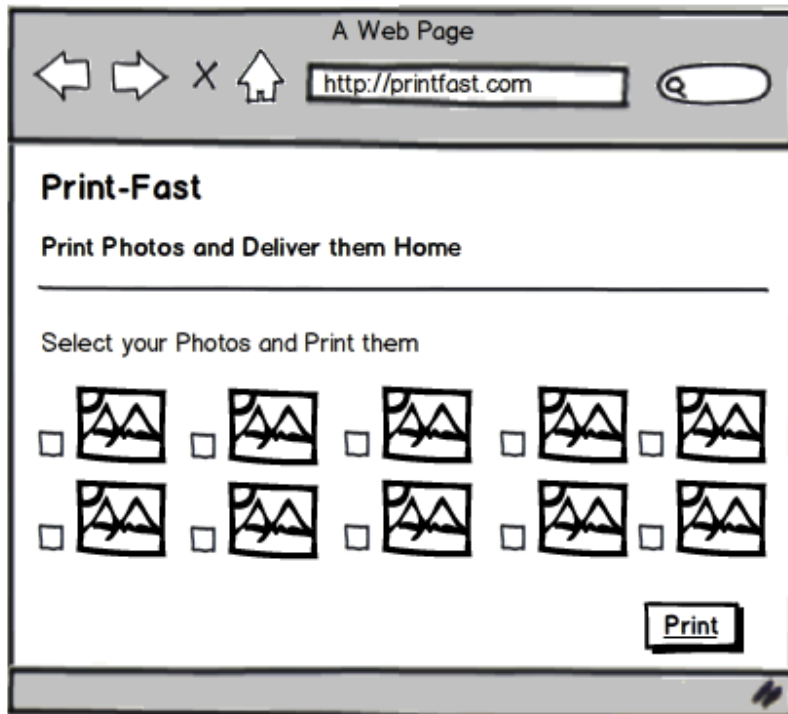 A Web Page
http://printfast.com
Print-Fast
Print Photos and Deliver them Home
Select your Photos and Print them
Print